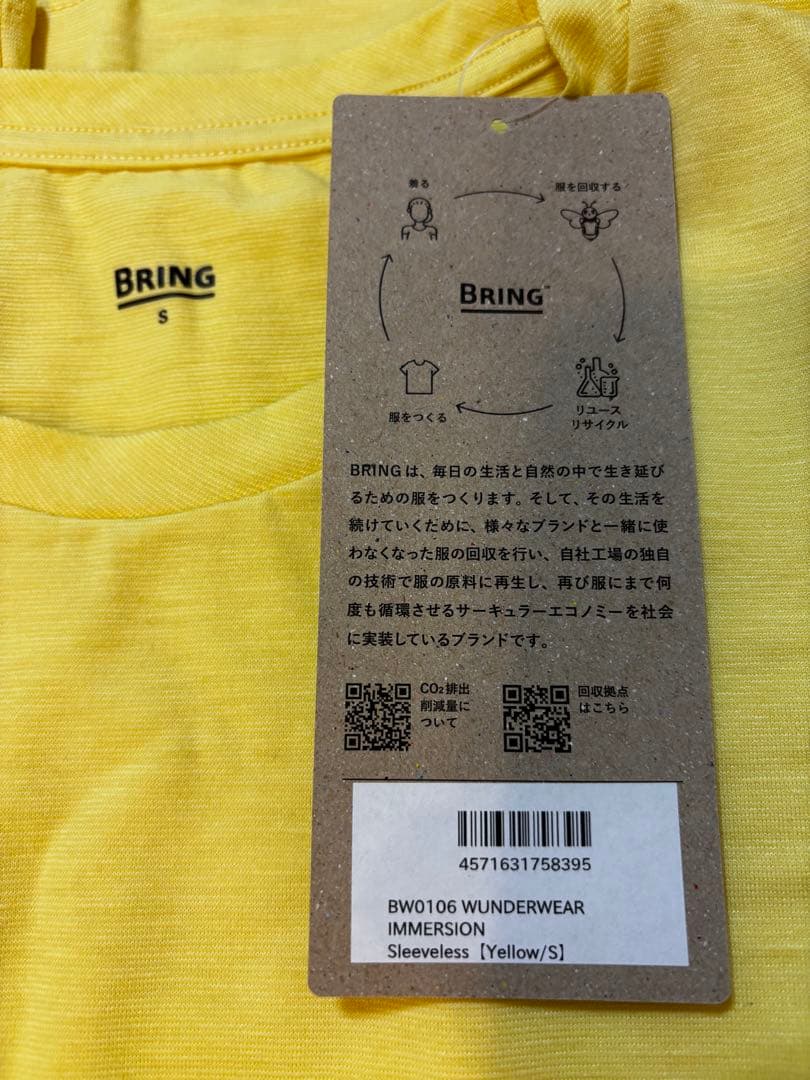 BRING
S
着る
服を回収する
BRING™
服をつくる
リユース
リサイクル
BRINGは、毎日の生活と自然の中で生き延び
るための服をつくります。そして、その生活を
続けていくために、様々なブランドと一緒に使
わなくなった服の回収を行い、自社工場の独自
の技術で服の原料に再生し、再び服にまで何
度も循環させるサーキュラーエコノミーを社会
に実装しているブランドです。
CO₂排出
削減量に
ついて
回収拠点
はこちら
4571631758395
BW0106 WUNDERWEAR
IMMERSION
Sleeveless【Yellow/S】